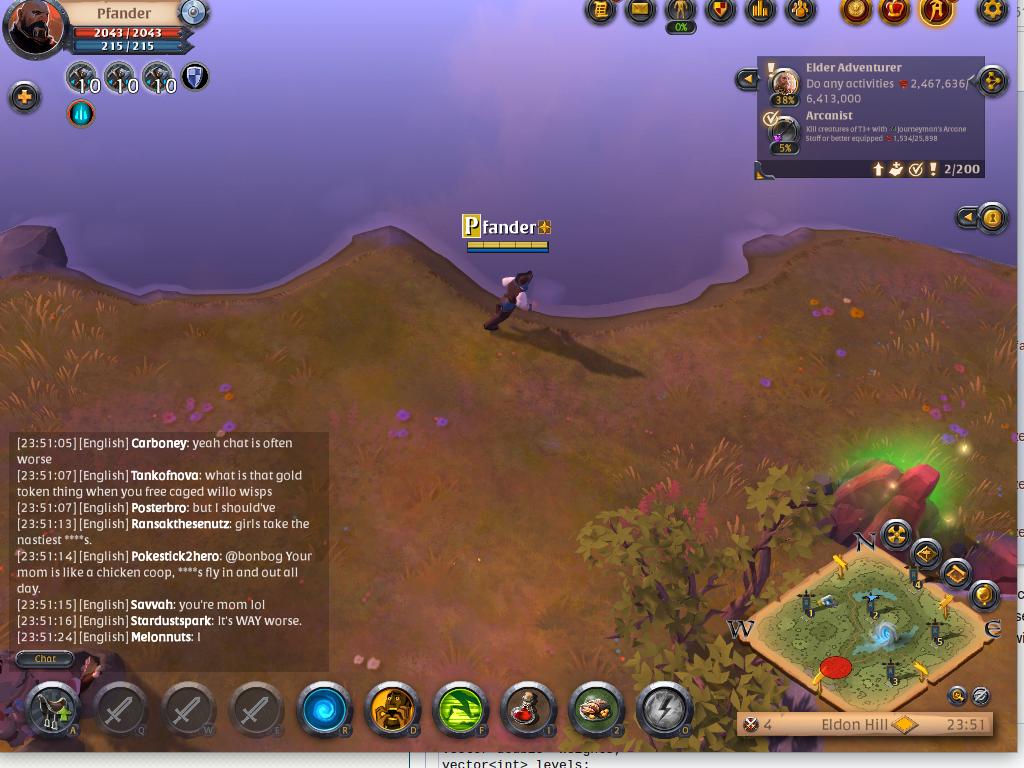 Pfander
2043 / 2043
215 / 215
10 10 10
0%
Elder Adventurer
Do any activities 2,467,636/
6,413,000
38%
Arcanist
Kill creatures of T3+ with Journeyman's Arcane
Staff or better equipped 1,534/25,898
5%
2/200
Pfander
[23:51:05] [English] Carboney: yeah chat is often
worse
[23:51:07] [English] Tankofnova: what is that gold
token thing when you free caged willo wisps
[23:51:07] [English] Posterbro: but I should've
[23:51:13] [English] Ransakthesenutz: girls take the
nastiest ****s.
[23:51:14] [English] Pokestick2hero: @bonbog Your
mom is like a chicken coop, ****s fly in and out all
day.
[23:51:15] [English] Savvah: you're mom lol
[23:51:16] [English] Stardustspark: It's WAY worse.
[23:51:24] [English] Melonnuts: I
Chat
N
W
E
1
2
3
4
5
A Q W E R D F 1 2 O
4 Eldon Hill 23:51
vector<int> levels;